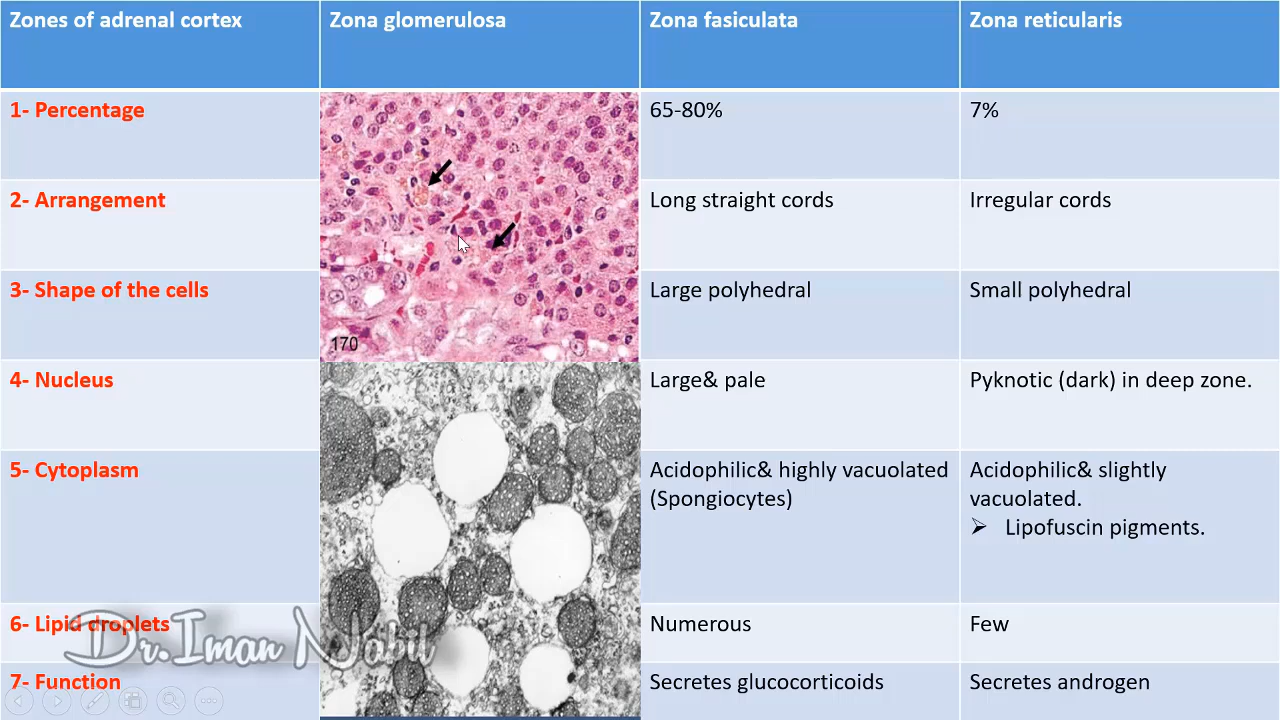 Zones of adrenal cortex
Zona glomerulosa
Zona fasiculata
Zona reticularis
1- Percentage
65-80%
7%
2- Arrangement
Long straight cords
Irregular cords
3- Shape of the cells
Large polyhedral
Small polyhedral
170
4- Nucleus
Large& pale
Pyknotic (dark) in deep zone.
5- Cytoplasm
Acidophilic& highly vacuolated
(Spongiocytes)
Acidophilic& slightly
vacuolated.
➢ Lipofuscin pigments.
6- Lipid droplets
Numerous
Few
Dr.Iman Nabil
7- Function
Secretes glucocorticoids
Secretes androgen